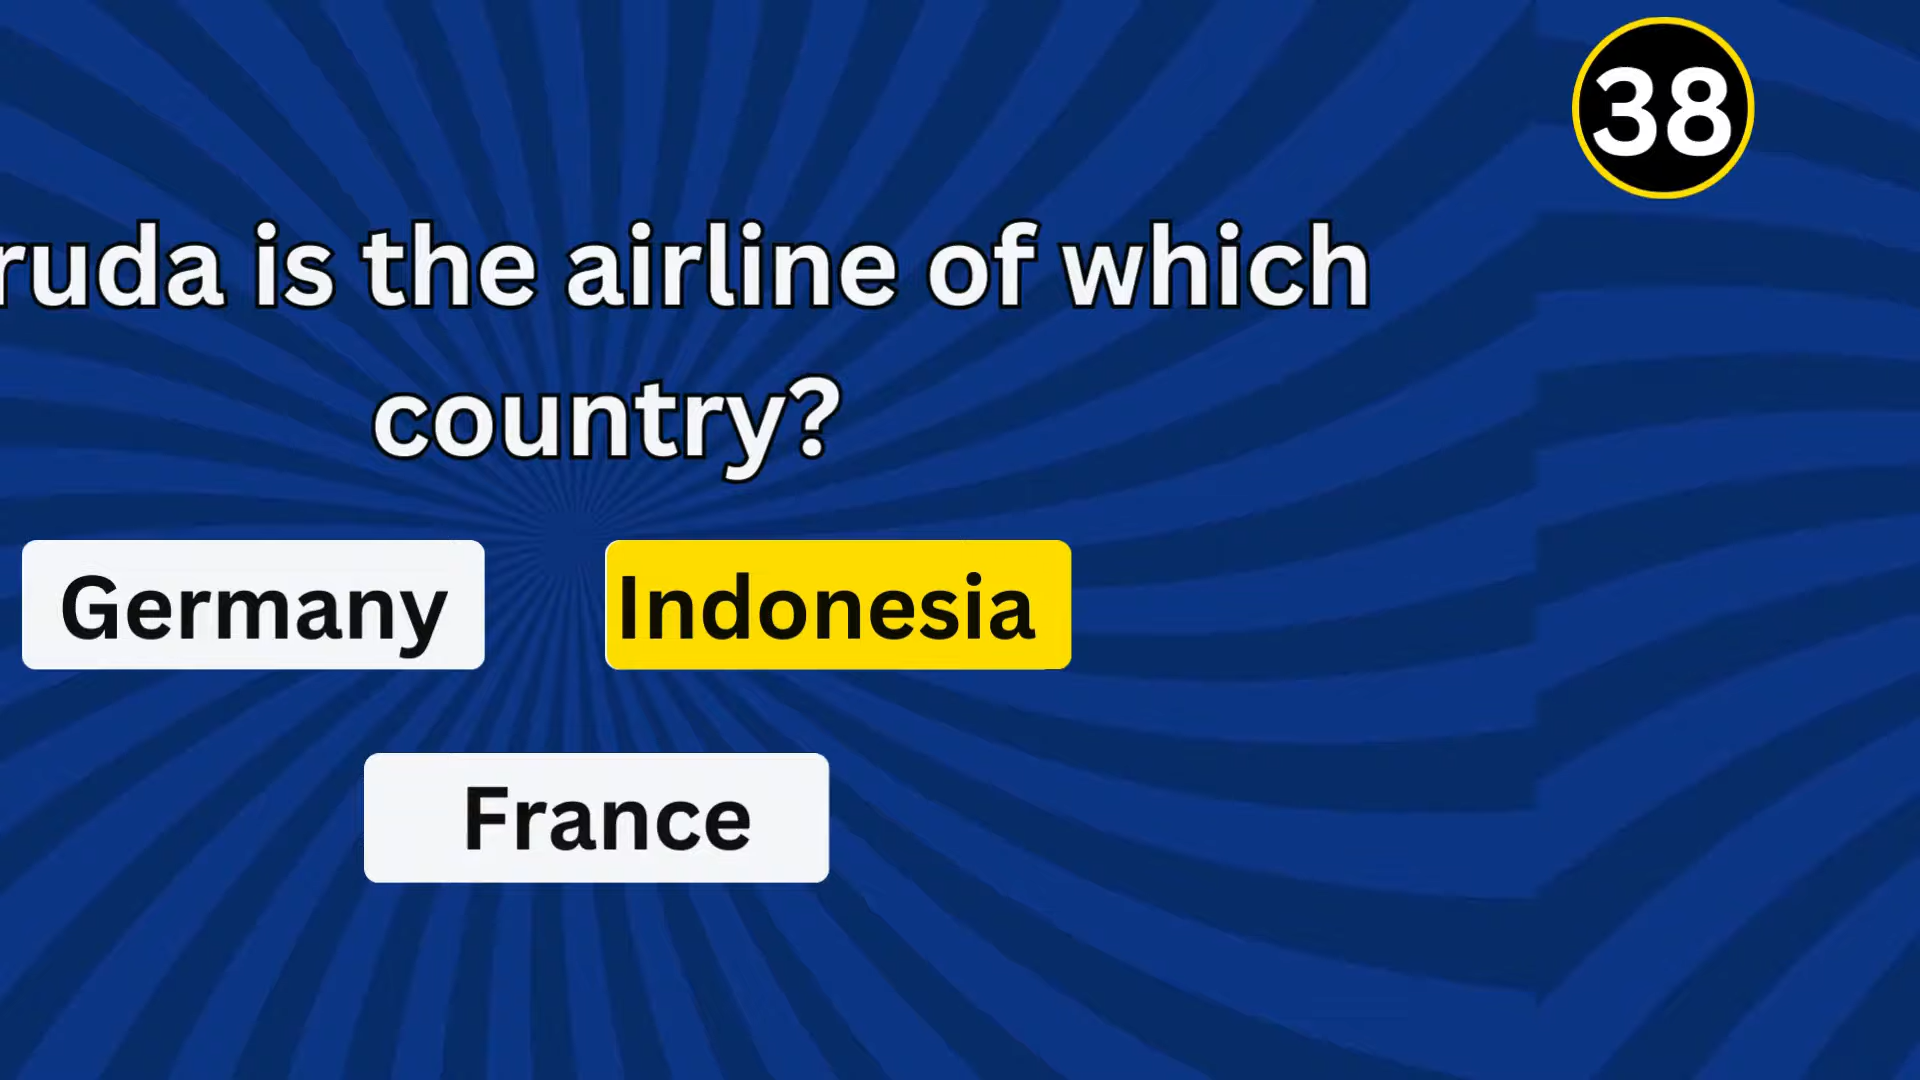 38
ruda is the airline of which
country?
Germany
Indonesia
France